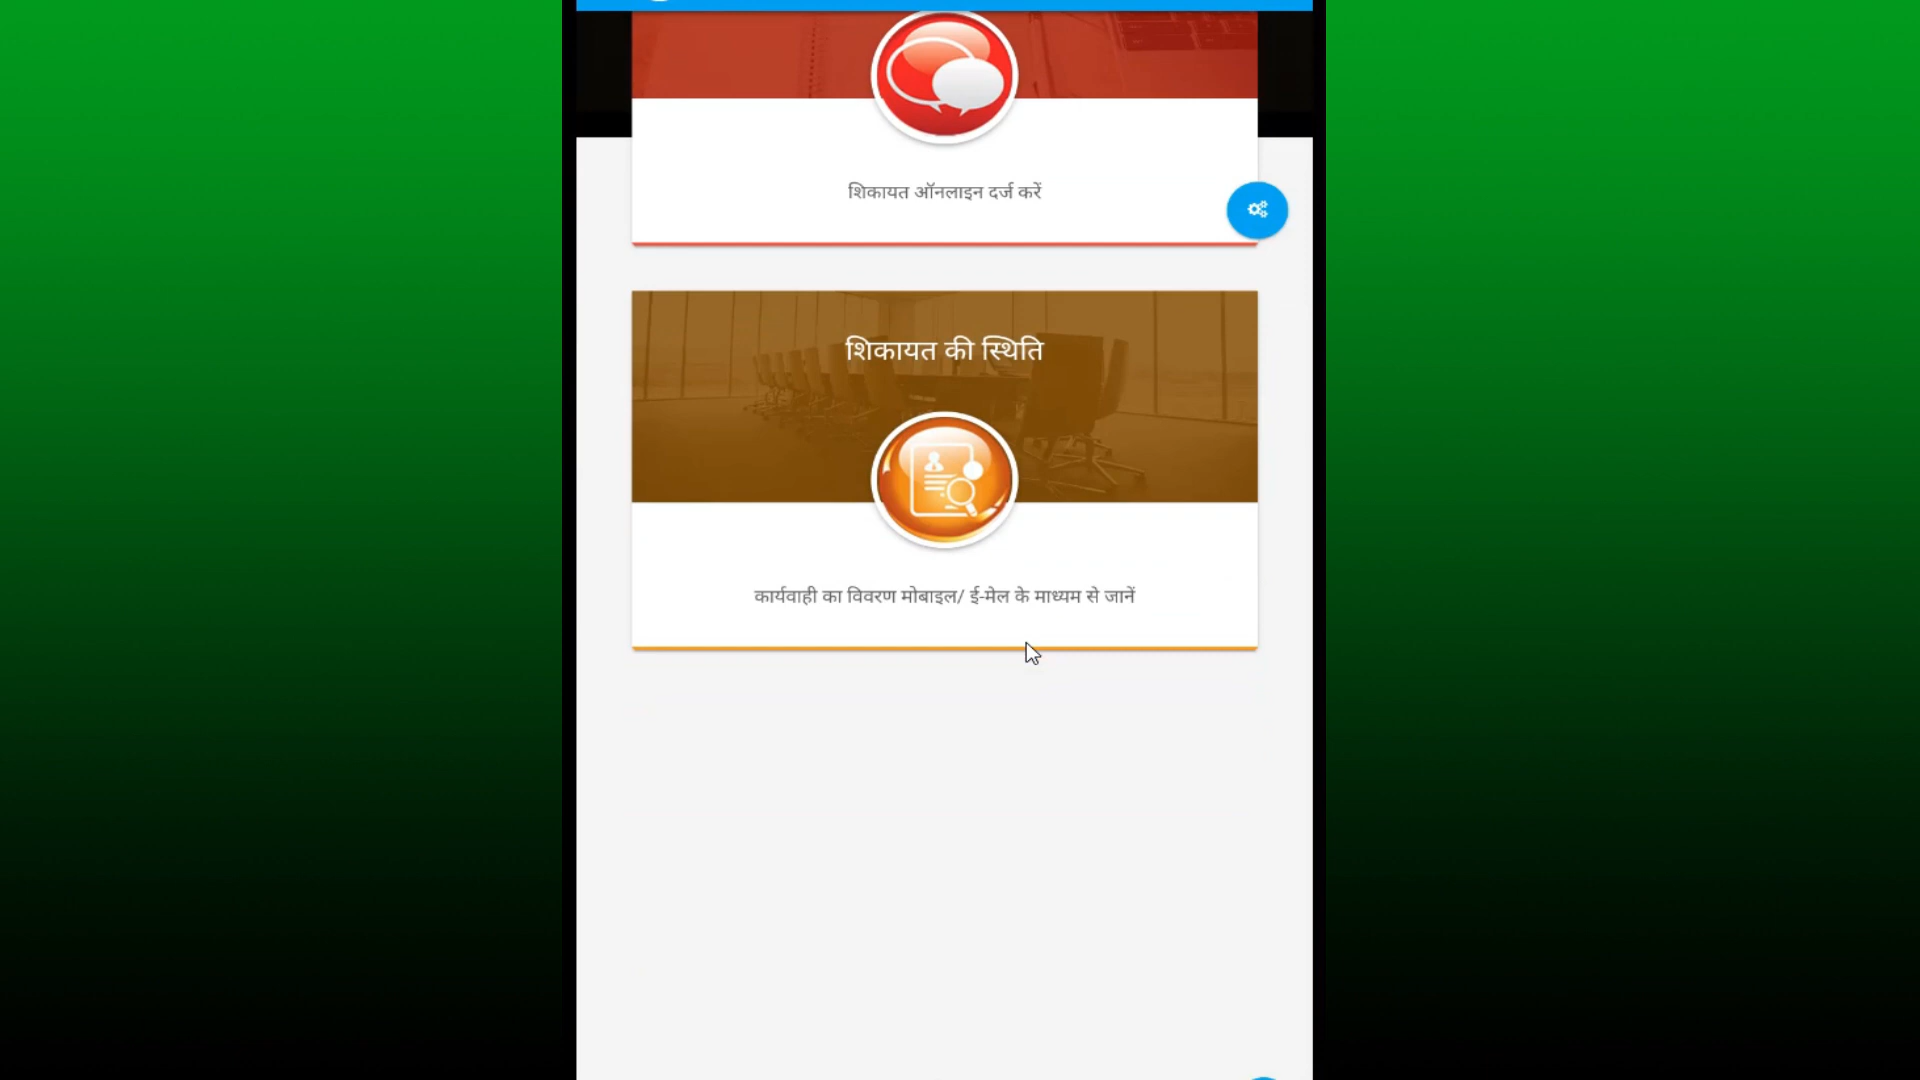 शिकायत ऑनलाइन दर्ज करें
शिकायत की स्थिति
कार्यवाही का विवरण मोबाइल/ ई-मेल के माध्यम से जानें